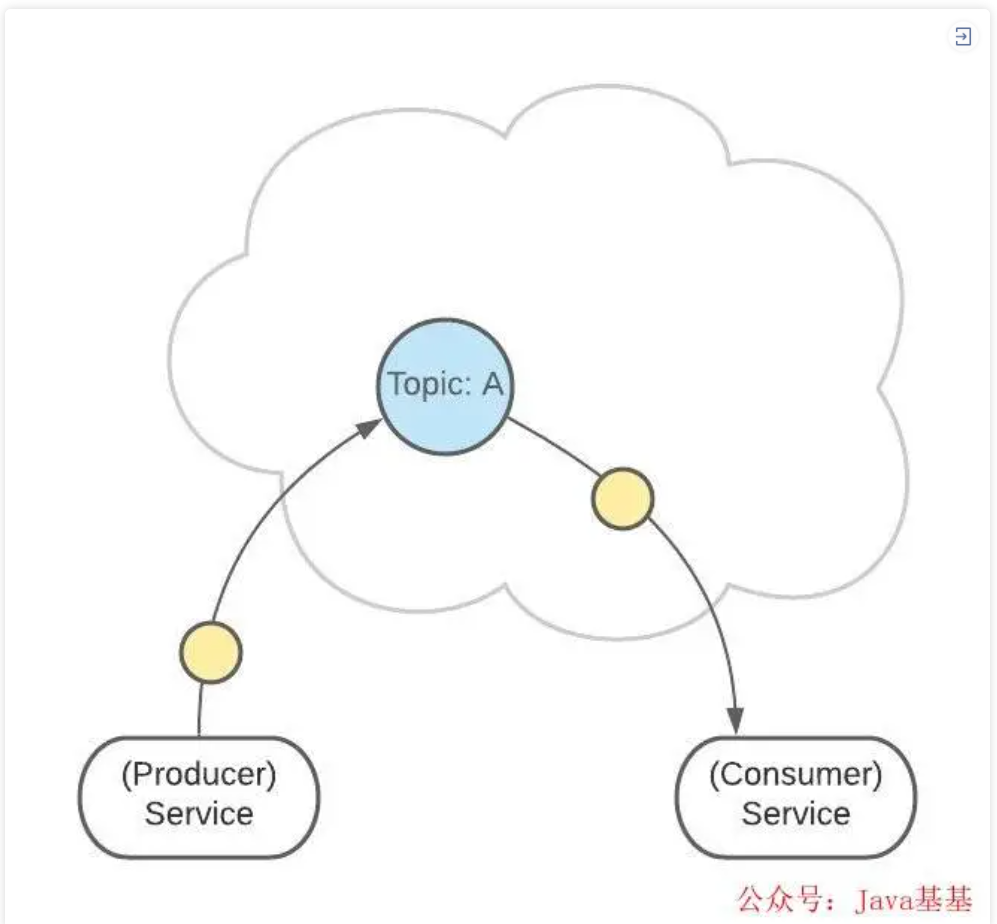 Topic: A
(Producer)
Service
(Consumer)
Service
公众号：Java基基